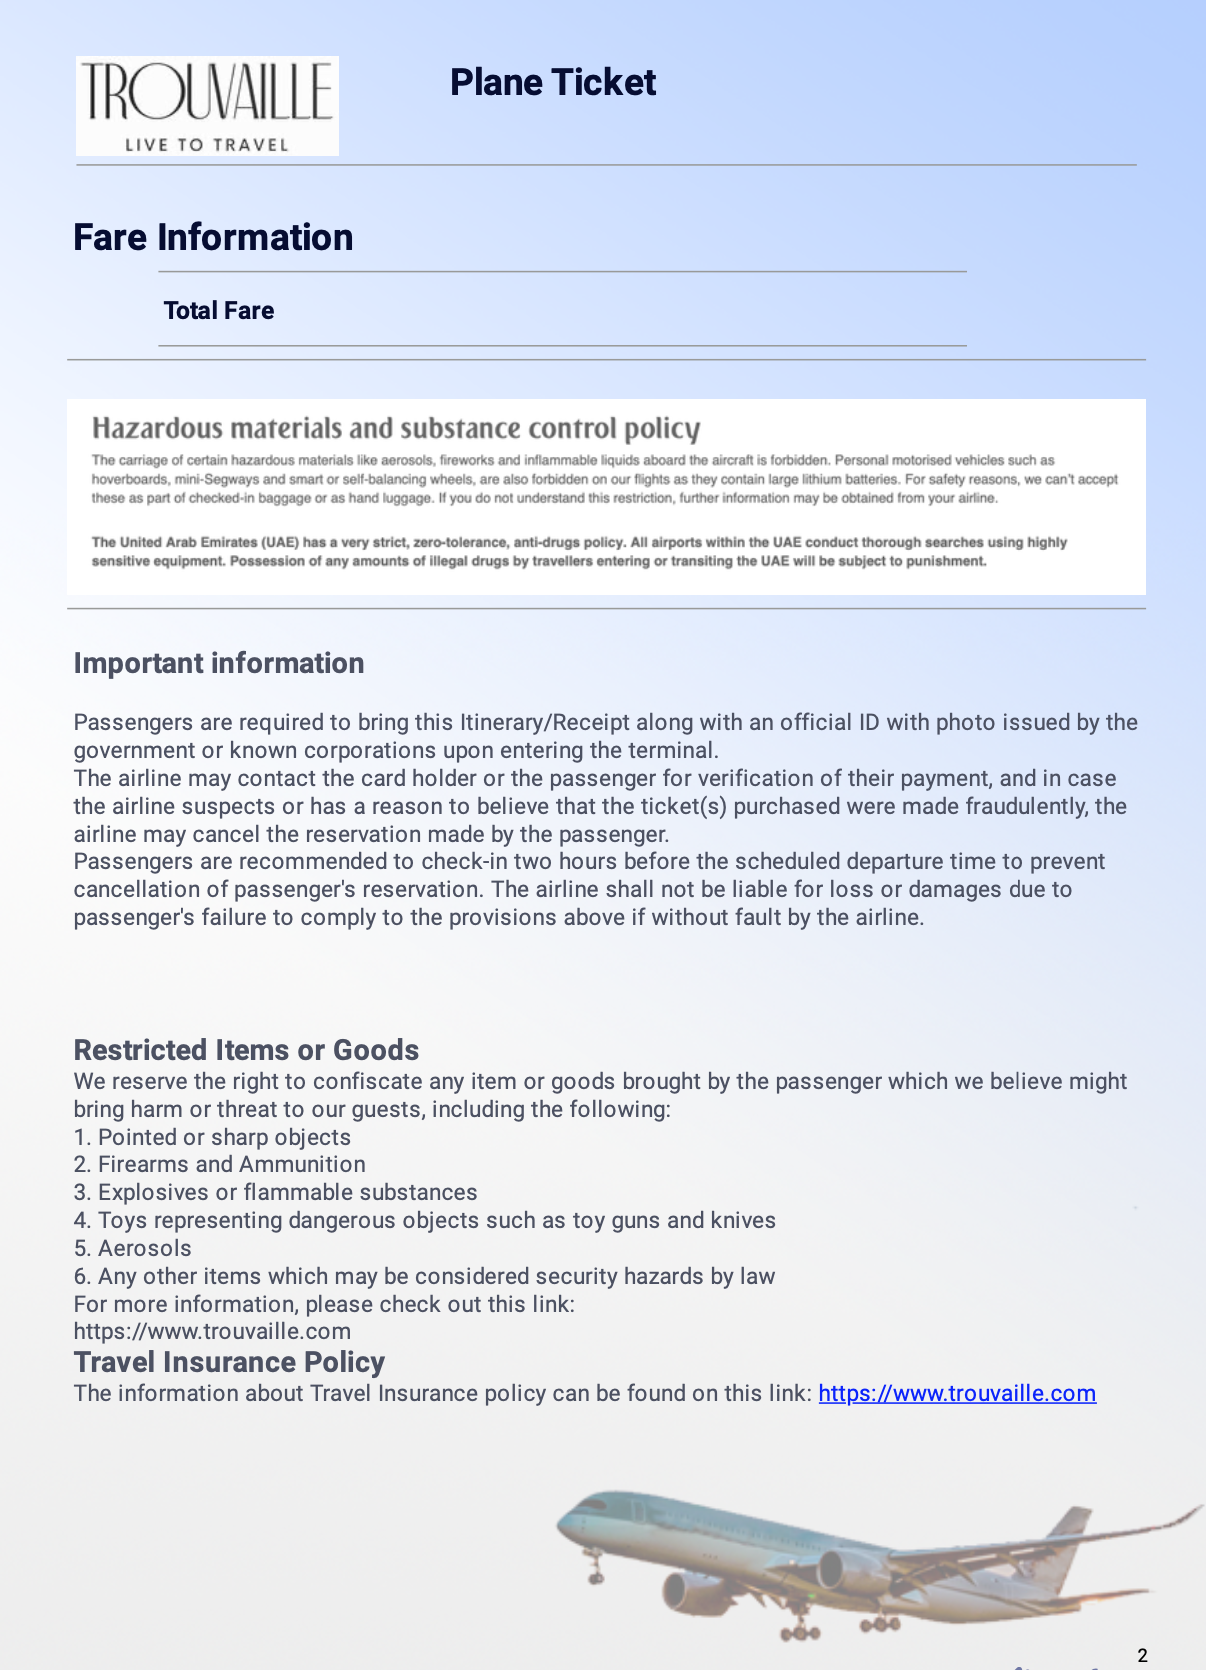 TROUVAILLE
LIVE TO TRAVEL
Plane Ticket
Fare Information
Total Fare
Hazardous materials and substance control policy
The carriage of certain hazardous materials like aerosols, fireworks and inflammable liquids aboard the aircraft is forbidden. Personal motorised vehicles such as
hoverboards, mini-Segways and smart or self-balancing wheels, are also forbidden on our flights as they contain large lithium batteries. For safety reasons, we can't accept
these as part of checked-in baggage or as hand luggage. If you do not understand this restriction, further information may be obtained from your airline.
The United Arab Emirates (UAE) has a very strict, zero-tolerance, anti-drugs policy. All airports within the UAE conduct thorough searches using highly
sensitive equipment. Possession of any amounts of illegal drugs by travellers entering or transiting the UAE will be subject to punishment.
Important information
Passengers are required to bring this Itinerary/Receipt along with an official ID with photo issued by the
government or known corporations upon entering the terminal.
The airline may contact the card holder or the passenger for verification of their payment, and in case
the airline suspects or has a reason to believe that the ticket(s) purchased were made fraudulently, the
airline may cancel the reservation made by the passenger.
Passengers are recommended to check-in two hours before the scheduled departure time to prevent
cancellation of passenger's reservation. The airline shall not be liable for loss or damages due to
passenger's failure to comply to the provisions above if without fault by the airline.
Restricted Items or Goods
We reserve the right to confiscate any item or goods brought by the passenger which we believe might
bring harm or threat to our guests, including the following:
1. Pointed or sharp objects
2. Firearms and Ammunition
3. Explosives or flammable substances
4. Toys representing dangerous objects such as toy guns and knives
5. Aerosols
6. Any other items which may be considered security hazards by law
For more information, please check out this link:
https://www.trouvaille.com
Travel Insurance Policy
The information about Travel Insurance policy can be found on this link: https://www.trouvaille.com
2